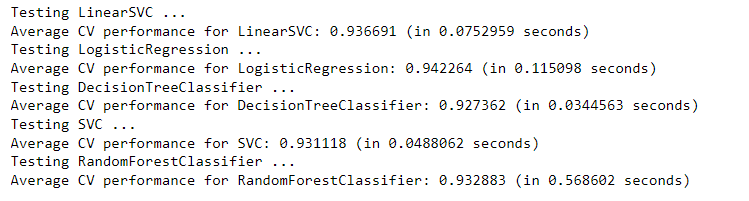 Testing LinearSVC ...
Average CV performance for LinearSVC: 0.936691 (in 0.0752959 seconds)
Testing LogisticRegression ...
Average CV performance for LogisticRegression: 0.942264 (in 0.115098 seconds)
Testing DecisionTreeClassifier ...
Average CV performance for DecisionTreeClassifier: 0.927362 (in 0.0344563 seconds)
Testing SVC ...
Average CV performance for SVC: 0.931118 (in 0.0488062 seconds)
Testing RandomForestClassifier ...
Average CV performance for RandomForestClassifier: 0.932883 (in 0.568602 seconds)